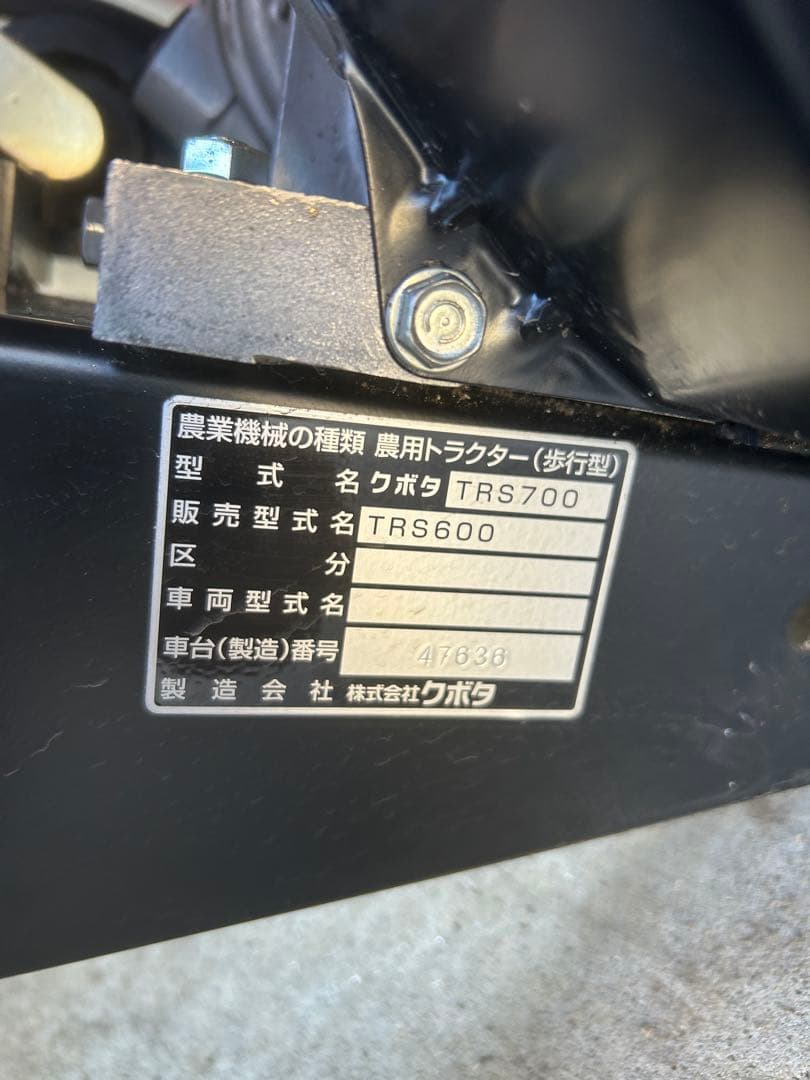 農業機械の種類 農用トラクター(歩行型)
型式名 クボタ TRS700
販売型式名 TRS600
区分
車両型式名
車台(製造)番号 47636
製造会社 株式会社クボタ